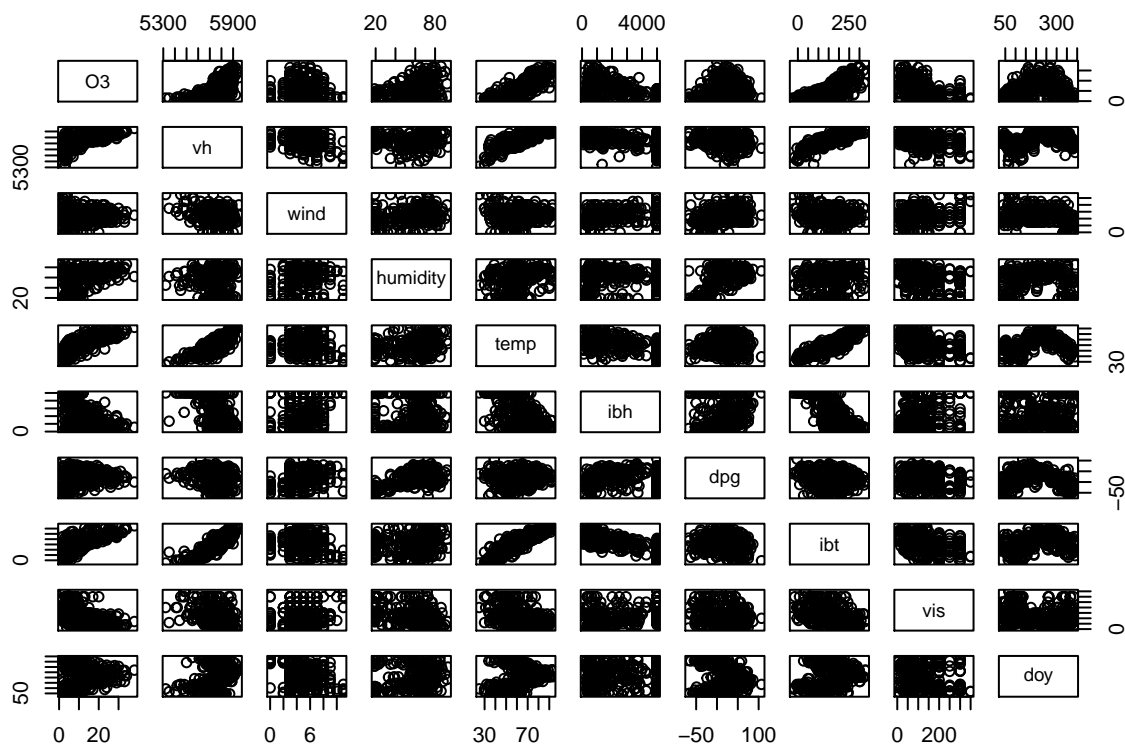 5300 5900 20 80 0 4000 0 250 50 300
O3 0
5300 vh
wind 0
20 humidity
temp 30
0 ibh
dpg −50
0 ibt
vis 0
50 doy
0 20 0 6 30 70 −50 100 0 200